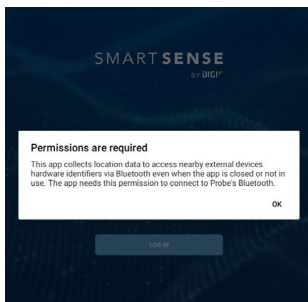 SMARTSENSE
BY DIGI
Permissions are required
This app collects location data to access nearby external devices
hardware identifiers via Bluetooth even when the app is closed or not in
use. The app needs this permission to connect to Probe's Bluetooth.
OK
LOG IN